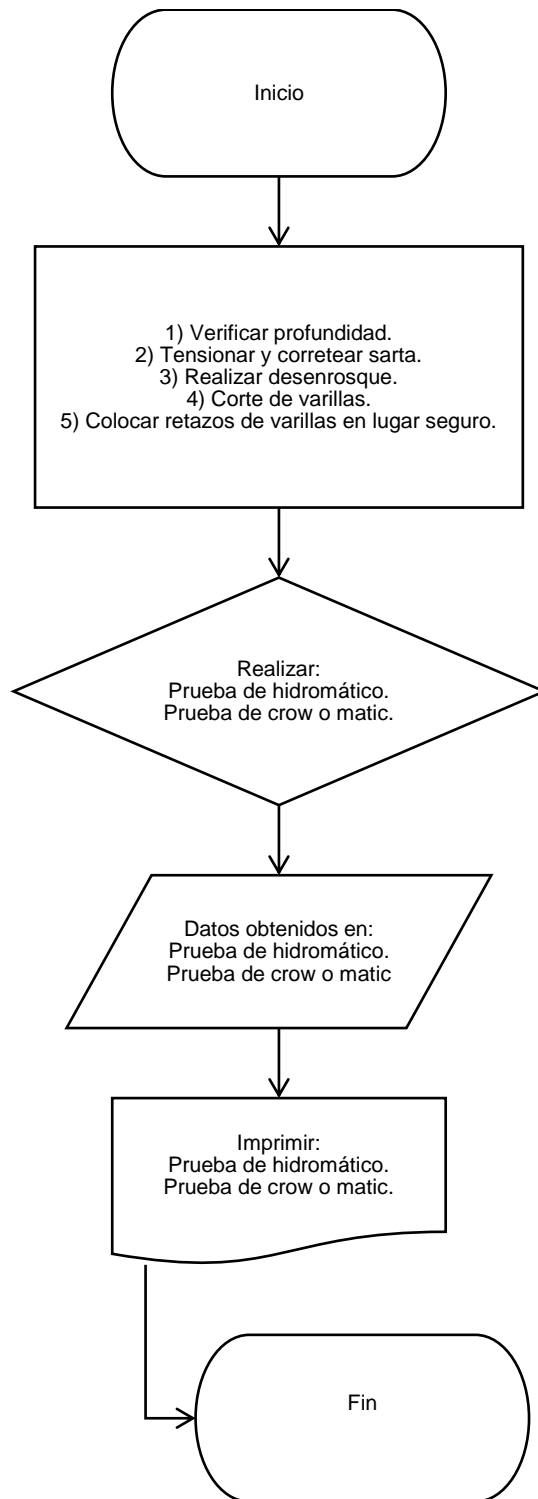 Inicio
1) Verificar profundidad.
2) Tensionar y corretear sarta.
3) Realizar desenrosque.
4) Corte de varillas.
5) Colocar retazos de varillas en lugar seguro.
Realizar:
Prueba de hidromático.
Prueba de crow o matic.
Datos obtenidos en:
Prueba de hidromático.
Prueba de crow o matic
Imprimir:
Prueba de hidromático.
Prueba de crow o matic.
Fin